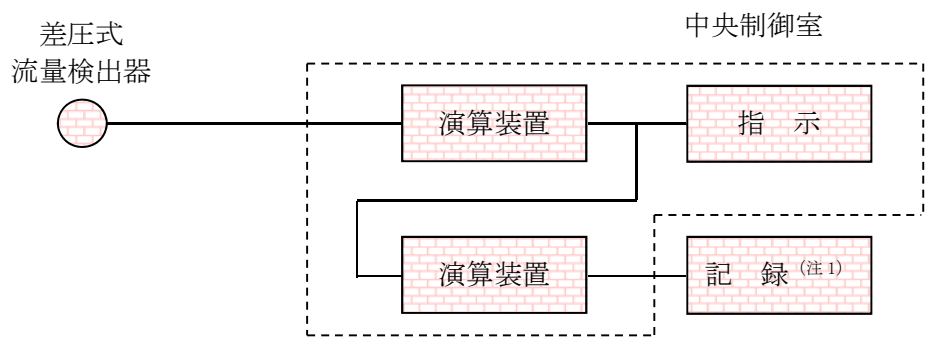 中央制御室
差圧式
流量検出器
演算装置
指 示
演算装置
記 録(注1)